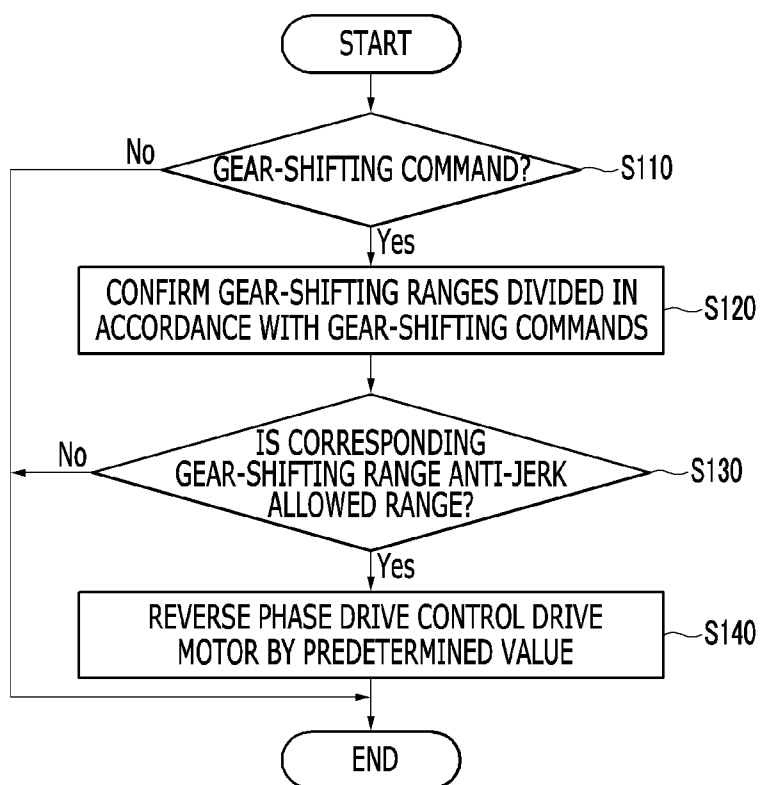 START
No
GEAR-SHIFTING COMMAND?
S110
Yes
CONFIRM GEAR-SHIFTING RANGES DIVIDED IN
ACCORDANCE WITH GEAR-SHIFTING COMMANDS
S120
No
IS CORRESPONDING
GEAR-SHIFTING RANGE ANTI-JERK
ALLOWED RANGE?
S130
Yes
REVERSE PHASE DRIVE CONTROL DRIVE
MOTOR BY PREDETERMINED VALUE
S140
END